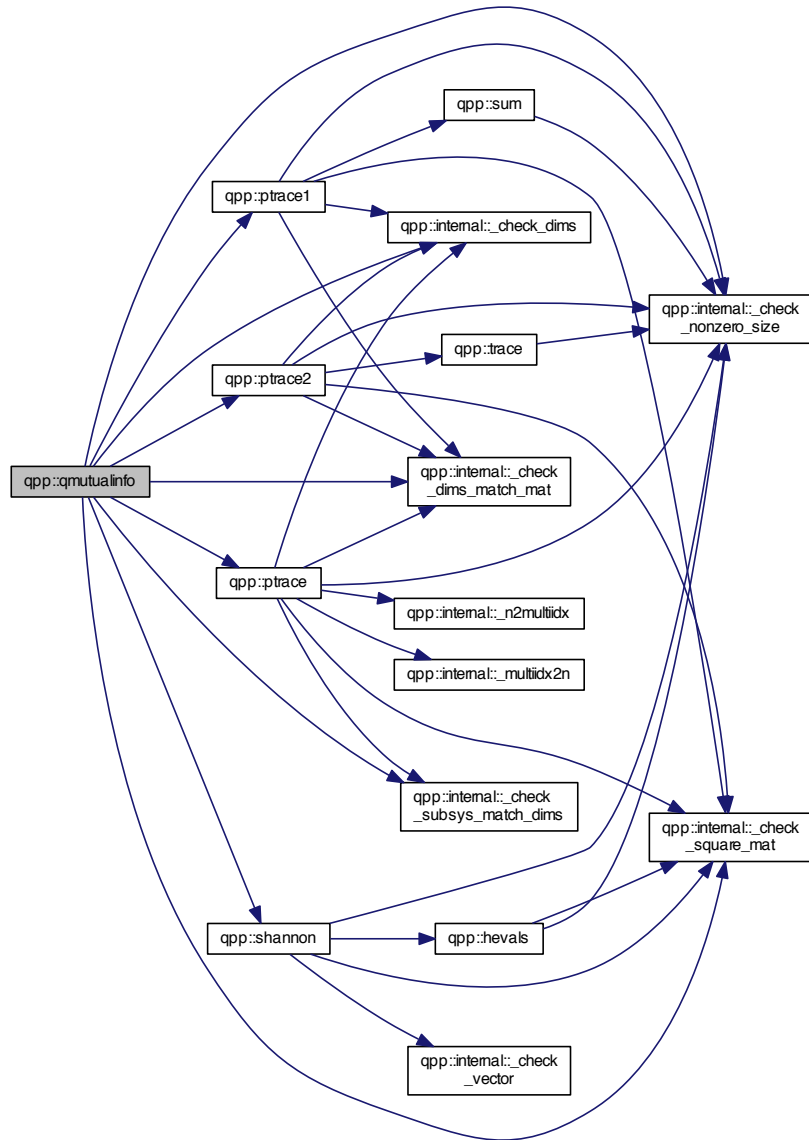 qpp::sum
qpp::ptrace1
qpp::internal::_check_dims
qpp::internal::_check
_nonzero_size
qpp::trace
qpp::ptrace2
qpp::qmutualinfo
qpp::internal::_check
_dims_match_mat
qpp::ptrace
qpp::internal::_n2multiidx
qpp::internal::_multiidx2n
qpp::internal::_check
_subsys_match_dims
qpp::internal::_check
_square_mat
qpp::shannon
qpp::hevals
qpp::internal::_check
_vector